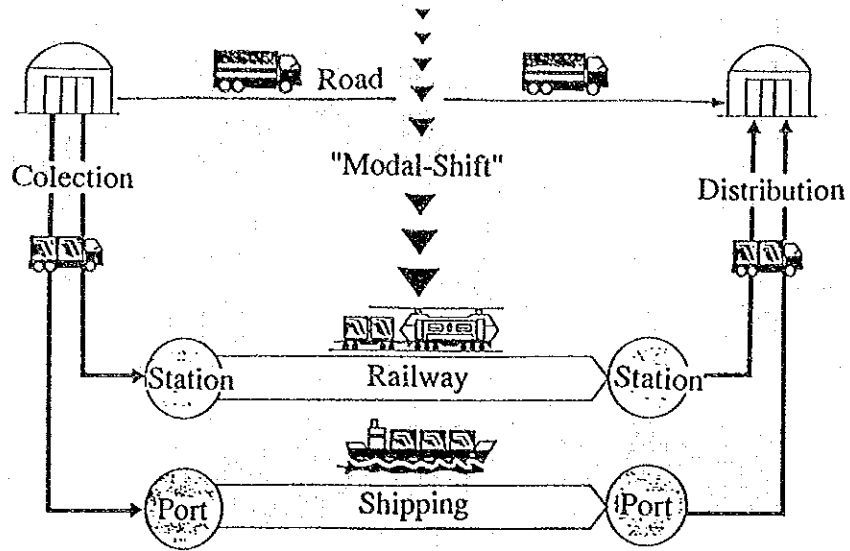 Road
"Modal-Shift"
Colection
Distribution
Station
Railway
Station
Port
Shipping
Port